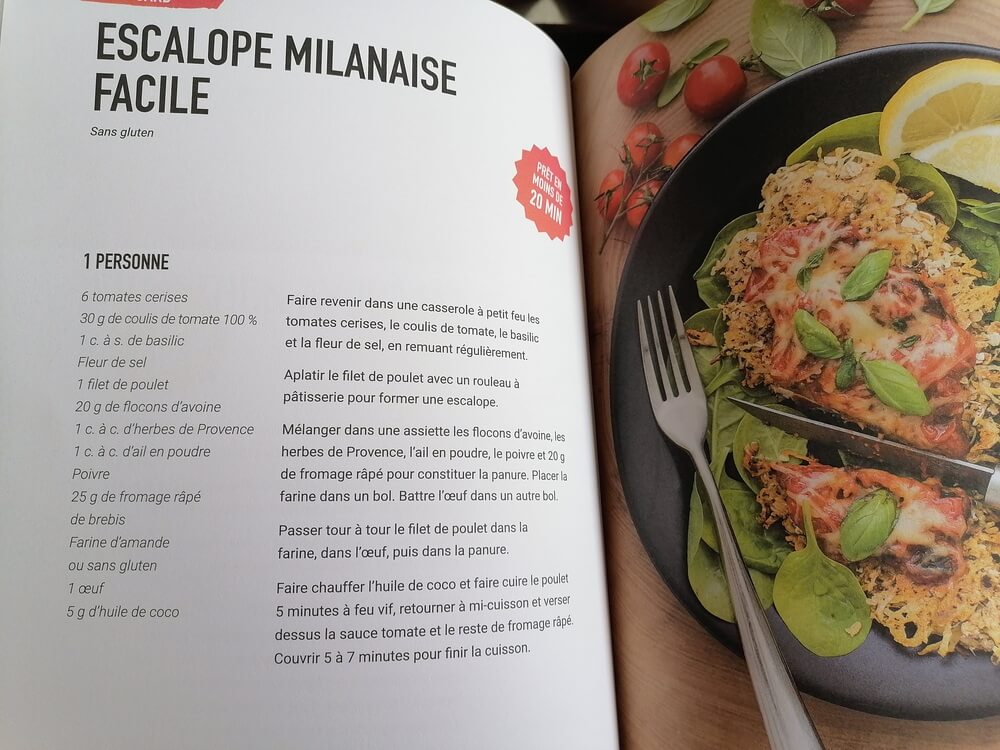 ESCALOPE MILANAISE
FACILE
Sans gluten
PRÊT EN
MOINS DE
20 MIN
1 PERSONNE
6 tomates cerises
30 g de coulis de tomate 100 %
1 c. à s. de basilic
Fleur de sel
1 filet de poulet
20 g de flocons d'avoine
1 c. à c. d'herbes de Provence
1 c. à c. d'ail en poudre
Poivre
25 g de fromage râpé
de brebis
Farine d'amande
ou sans gluten
1 œuf
5 g d'huile de coco
Faire revenir dans une casserole à petit feu les
tomates cerises, le coulis de tomate, le basilic
et la fleur de sel, en remuant régulièrement.
Aplatir le filet de poulet avec un rouleau à
pâtisserie pour former une escalope.
Mélanger dans une assiette les flocons d'avoine, les
herbes de Provence, l'ail en poudre, le poivre et 20 g
de fromage râpé pour constituer la panure. Placer la
farine dans un bol. Battre l'œuf dans un autre bol.
Passer tour à tour le filet de poulet dans la
farine, dans l'œuf, puis dans la panure.
Faire chauffer l'huile de coco et faire cuire le poulet
5 minutes à feu vif, retourner à mi-cuisson et verser
dessus la sauce tomate et le reste de fromage râpé.
Couvrir 5 à 7 minutes pour finir la cuisson.